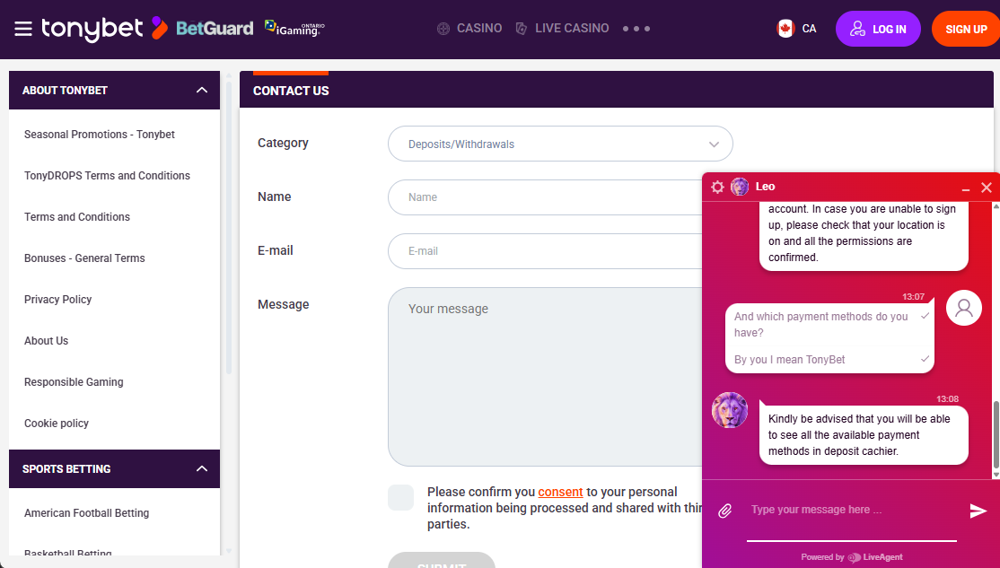 tonybet BetGuard iGaming ONTARIO
CASINO LIVE CASINO
CA LOG IN SIGN UP
ABOUT TONYBET
Seasonal Promotions - Tonybet
TonyDROPS Terms and Conditions
Terms and Conditions
Bonuses - General Terms
Privacy Policy
About Us
Responsible Gaming
Cookie policy
SPORTS BETTING
American Football Betting
Basketball Betting
CONTACT US
Category
Deposits/Withdrawals
Name
Name
E-mail
E-mail
Message
Your message
Please confirm you consent to your personal
information being processed and shared with thir
parties.
SUBMIT
Leo
account. In case you are unable to sign
up, please check that your location is
on and all the permissions are
confirmed.
13:07
And which payment methods do you
have?
By you I mean TonyBet
13:08
Kindly be advised that you will be able
to see all the available payment
methods in deposit cachier.
Type your message here ...
Powered by LiveAgent